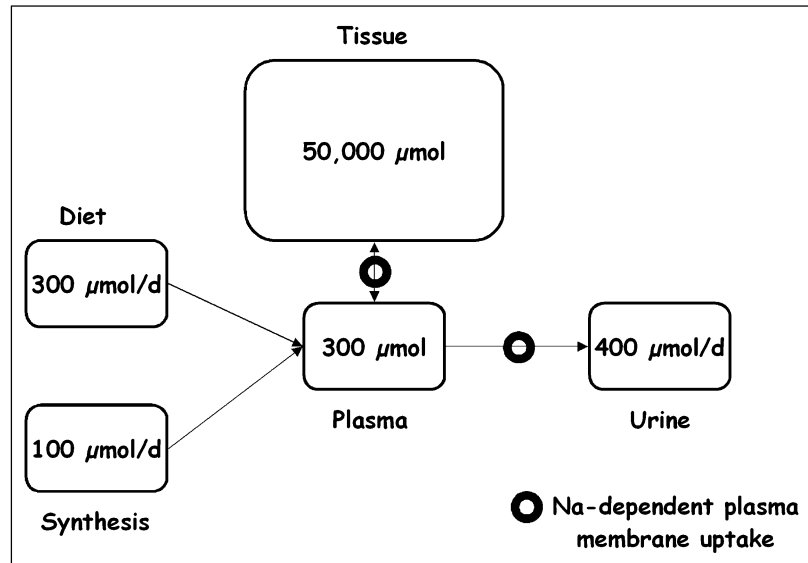 Tissue
50,000 µmol
Diet
300 µmol/d
300 µmol
400 µmol/d
Plasma
Urine
100 µmol/d
Synthesis
Na-dependent plasma
membrane uptake